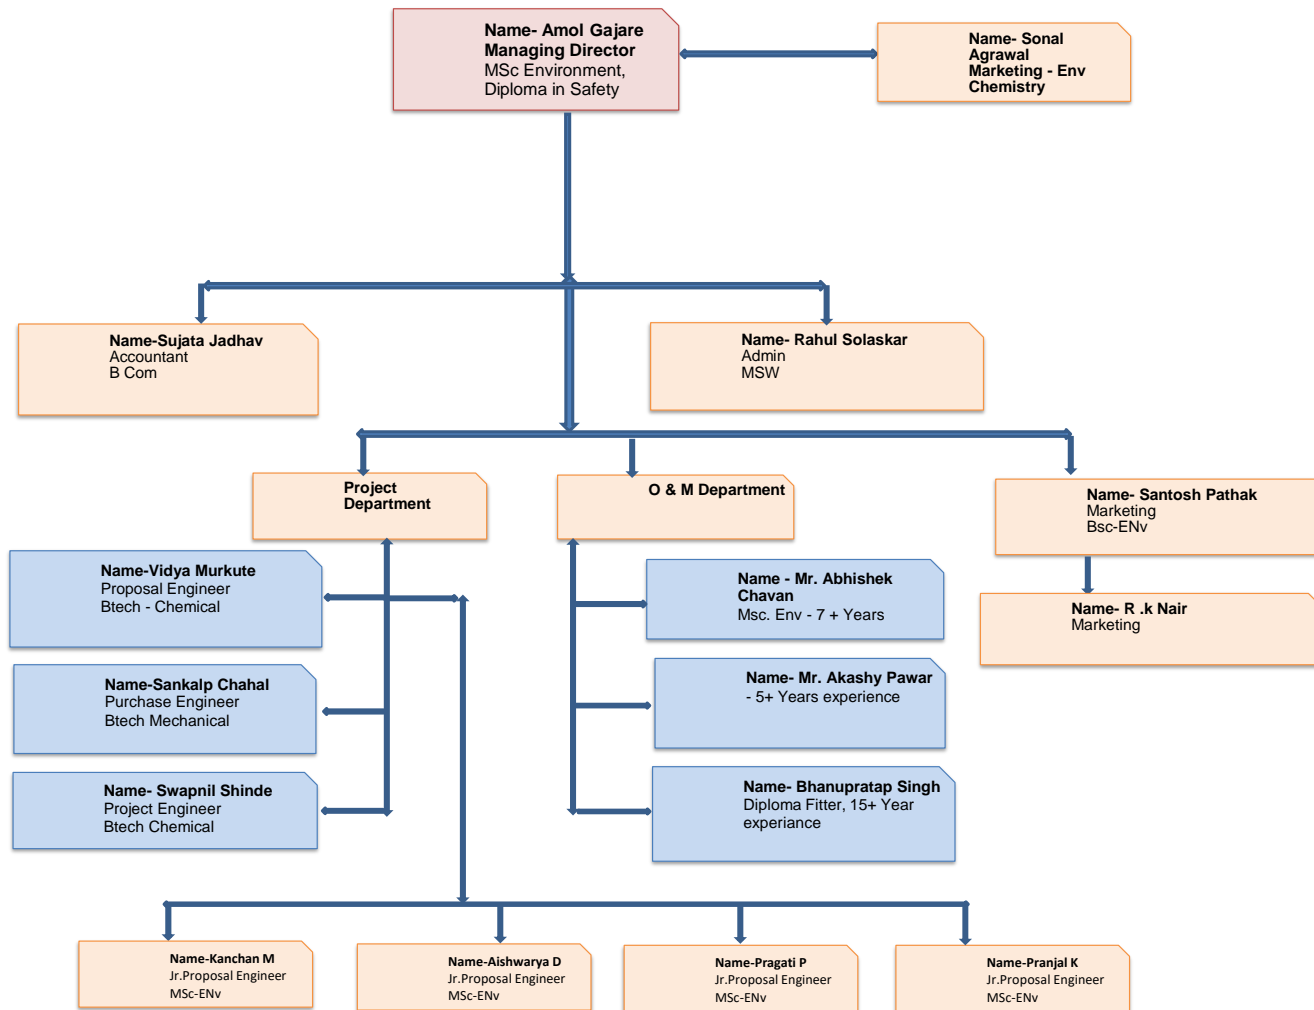 Name- Amol Gajare
Managing Director
MSc Environment,
Diploma in Safety
Name- Sonal
Agrawal
Marketing - Env
Chemistry
Name-Sujata Jadhav
Accountant
B Com
Name- Rahul Solaskar
Admin
MSW
Project
Department
O & M Department
Name- Santosh Pathak
Marketing
Bsc-ENv
Name-Vidya Murkute
Proposal Engineer
Btech - Chemical
Name - Mr. Abhishek
Chavan
Msc. Env - 7 + Years
Name- R .k Nair
Marketing
Name-Sankalp Chahal
Purchase Engineer
Btech Mechanical
Name- Mr. Akashy Pawar
- 5+ Years experience
Name- Swapnil Shinde
Project Engineer
Btech Chemical
Name- Bhanupratap Singh
Diploma Fitter, 15+ Year
experiance
Name-Kanchan M
Jr.Proposal Engineer
MSc-ENv
Name-Aishwarya D
Jr.Proposal Engineer
MSc-ENv
Name-Pragati P
Jr.Proposal Engineer
MSc-ENv
Name-Pranjal K
Jr.Proposal Engineer
MSc-ENv